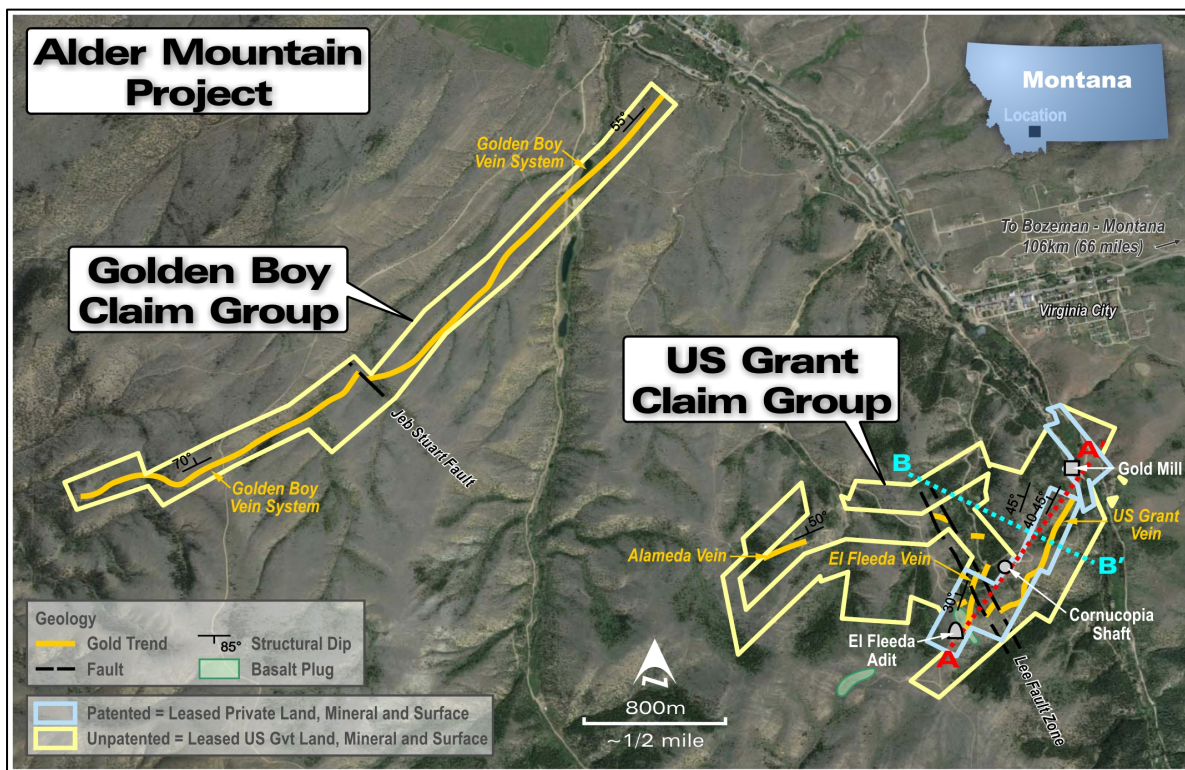 Alder Mountain
Project
Montana
Location
Golden Boy
Vein System
55°
To Bozeman - Montana
106km (66 miles)
Virginia City
Golden Boy
Claim Group
US Grant
Claim Group
Jeb Stuart Fault
70°
Golden Boy
Vein System
B
A'
Gold Mill
45°
40-45°
US Grant
Vein
50°
Alameda Vein
El Fleeda Vein
B'
30°
Cornucopia
Shaft
El Fleeda
Adit
A
Lee Fault Zone
Geology
Gold Trend
85°
Structural Dip
Fault
Basalt Plug
Patented = Leased Private Land, Mineral and Surface
Unpatented = Leased US Gvt Land, Mineral and Surface
N
800m
~1/2 mile